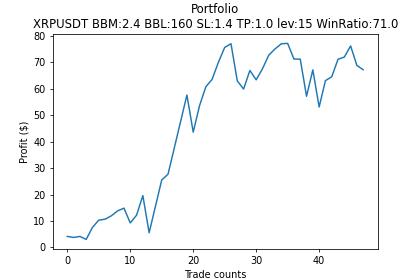 Portfolio
XRPUSDT BBM:2.4 BBL:160 SL:1.4 TP:1.0 lev:15 WinRatio:71.0
80
70
60
50
40
30
20
10
0
Profit ($)
0 10 20 30 40
Trade counts